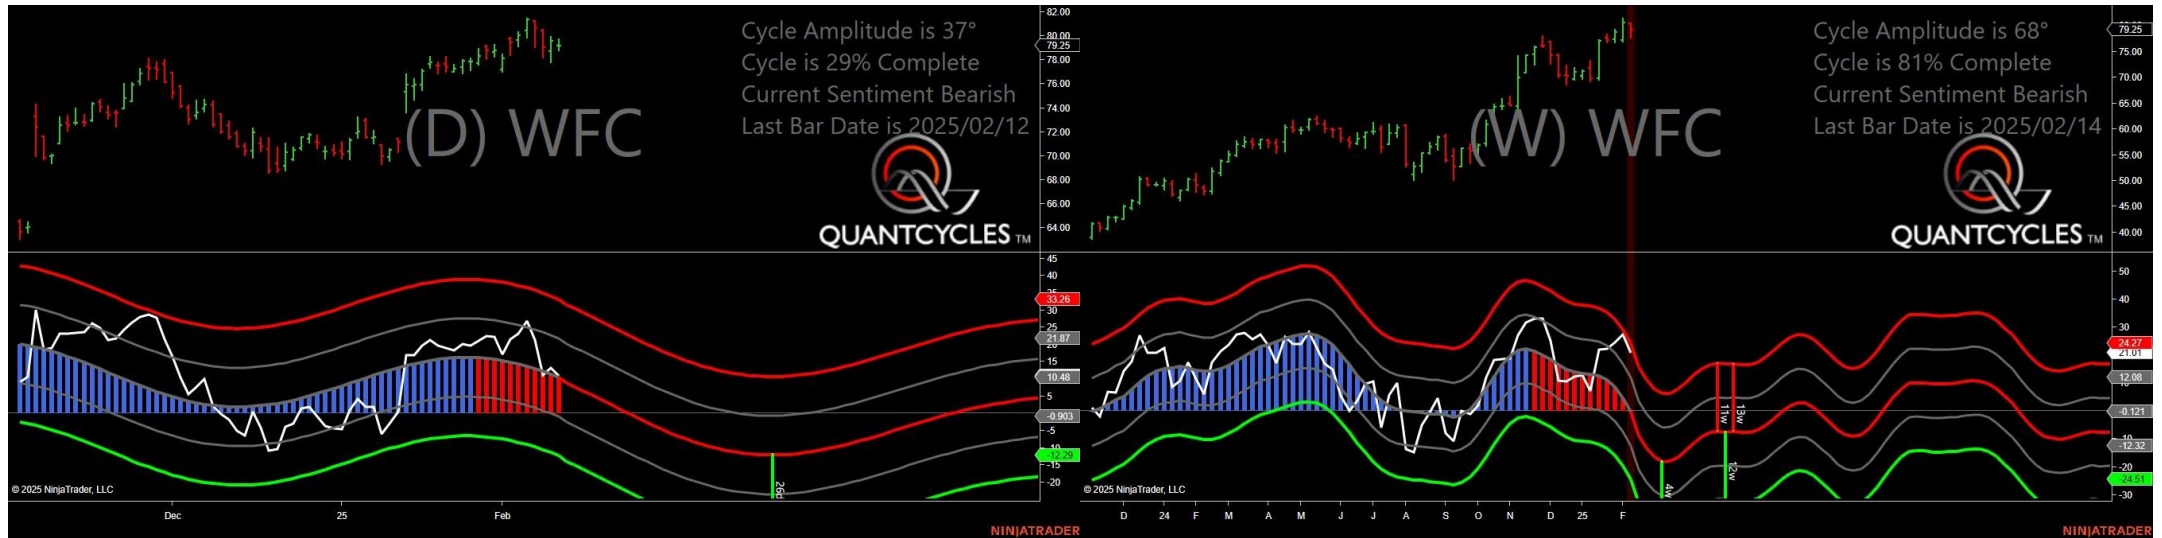 Cycle Amplitude is 37°
Cycle is 29% Complete
Current Sentiment Bearish
Last Bar Date is 2025/02/12
(D) WFC
QUANTCYCLES TM
82.00
80.00
79.25
78.00
76.00
74.00
72.00
70.00
68.00
66.00
64.00
45
40
33.26
30
25
21.87
20
15
10.48
5
-0.903
-5
-12.29
-15
-20
26d
© 2025 NinjaTrader, LLC
Dec
25
Feb
NINJATRADER
Cycle Amplitude is 68°
Cycle is 81% Complete
Current Sentiment Bearish
Last Bar Date is 2025/02/14
(W) WFC
QUANTCYCLES TM
79.25
75.00
70.00
65.00
60.00
55.00
50.00
45.00
40.00
50
40
30
24.27
21.01
12.08
-0.121
-12.32
-20
-24.51
-30
4w
11w
13w
12w
© 2025 NinjaTrader, LLC
D 24 F M A M J J A S O N D 25 F
NINJATRADER